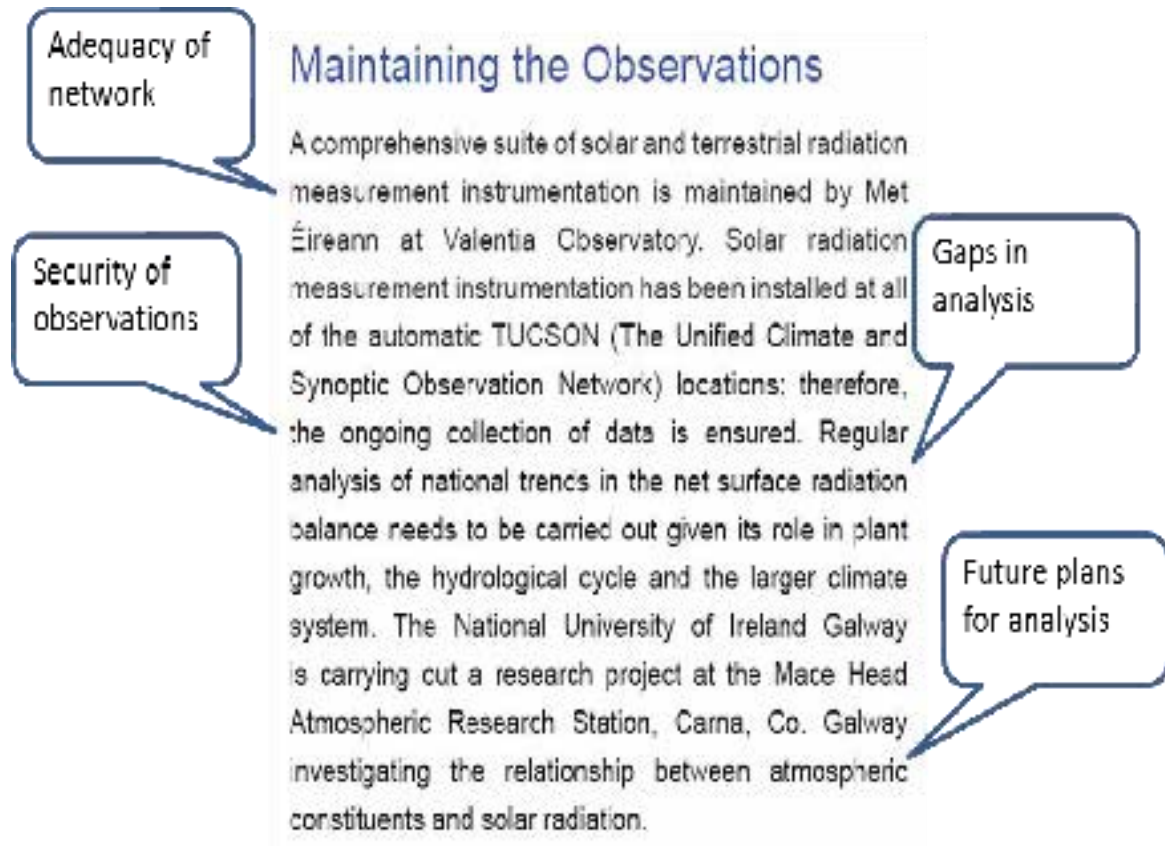 Adequacy of
network
Maintaining the Observations
A comprehensive suite of solar and terrestrial radiation
measurement instrumentation is maintained by Met
Éireann at Valentia Observatory. Solar radiation
measurement instrumentation has been installed at all
of the automatic TUCSON (The Unified Climate and
Synoptic Observation Network) locations: therefore,
the ongoing collection of data is ensured. Regular
analysis of national trends in the net surface radiation
balance needs to be carried out given its role in plant
growth, the hydrological cycle and the larger climate
system. The National University of Ireland Galway
is carrying out a research project at the Mace Head
Atmospheric Research Station, Carna, Co. Galway
investigating the relationship between atmospheric
constituents and solar radiation.
Security of
observations
Gaps in
analysis
Future plans
for analysis